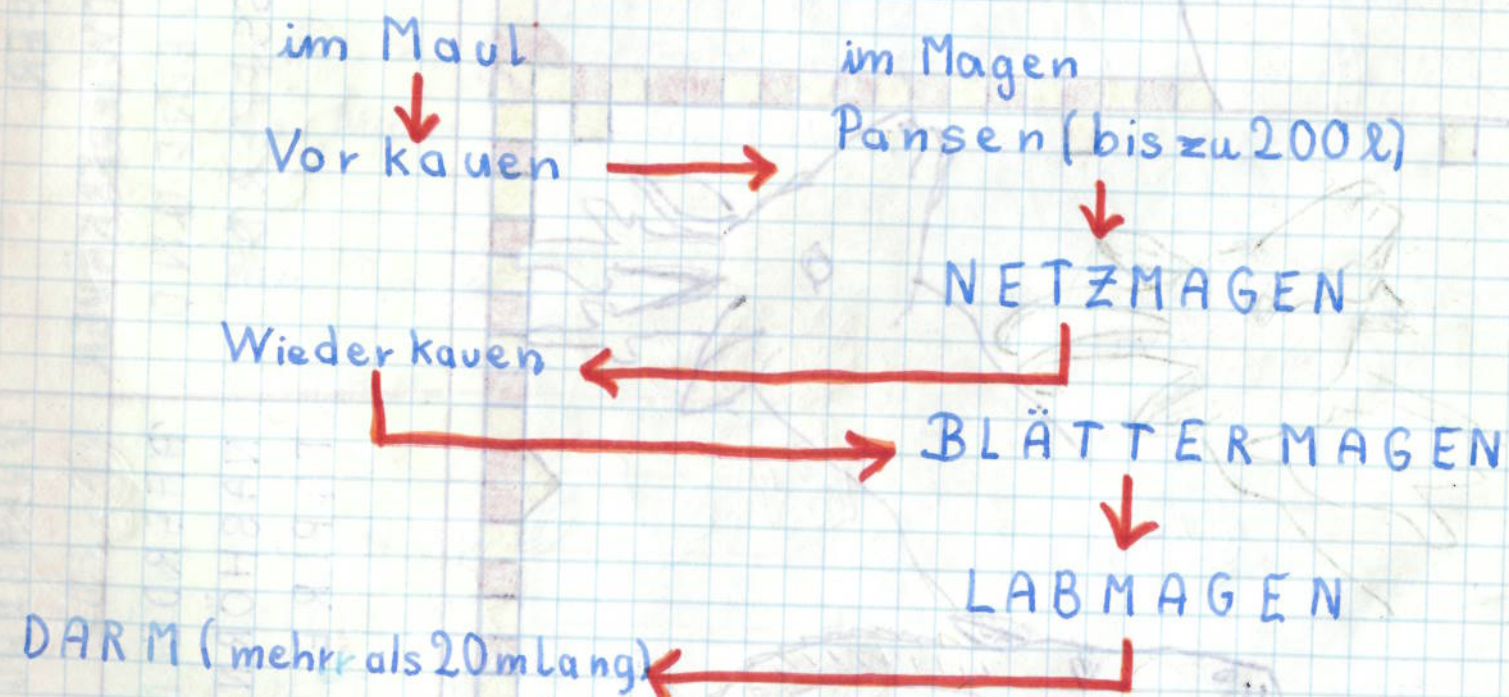 im Maul
im Magen
Vorkauen
Pansen (bis zu 200 l)
NETZMAGEN
Wiederkauen
BLÄTTERMAGEN
LABMAGEN
DARM (mehr als 20 m lang)